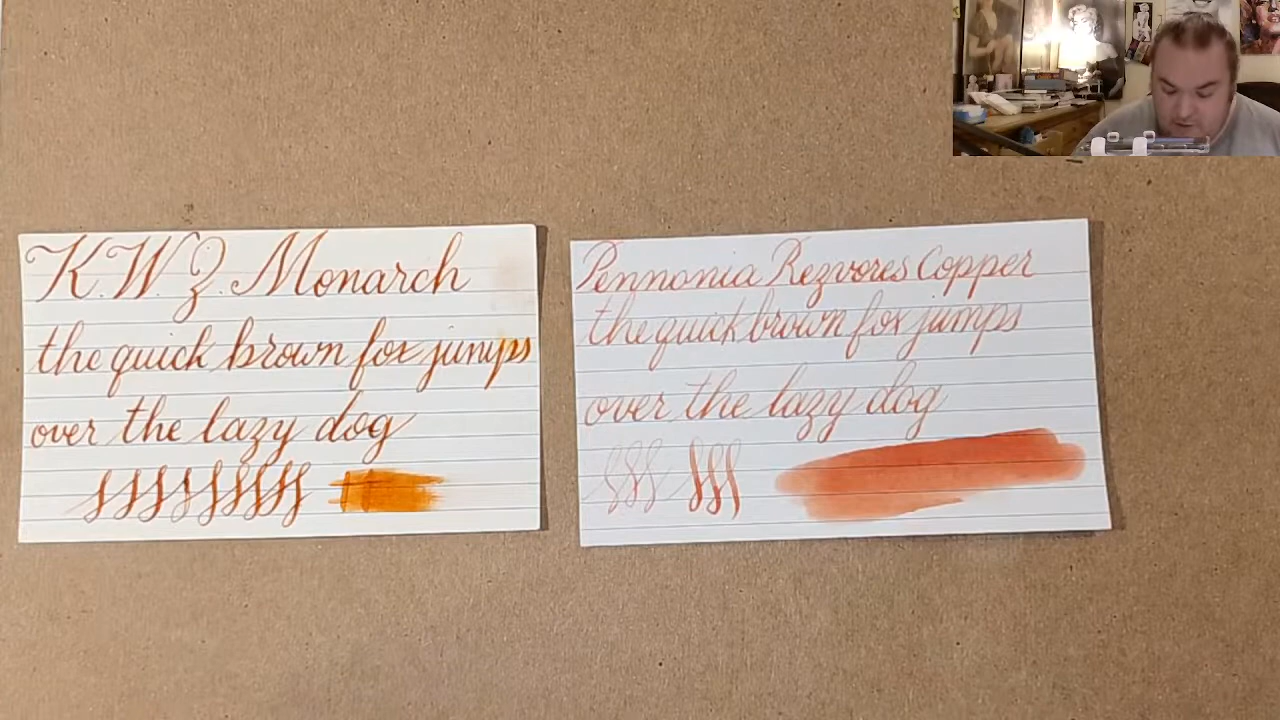 K.W.Z. Monarch
the quick brown fox jumps
over the lazy dog
Pennonia Rezvores Copper
the quick brown fox jumps
over the lazy dog